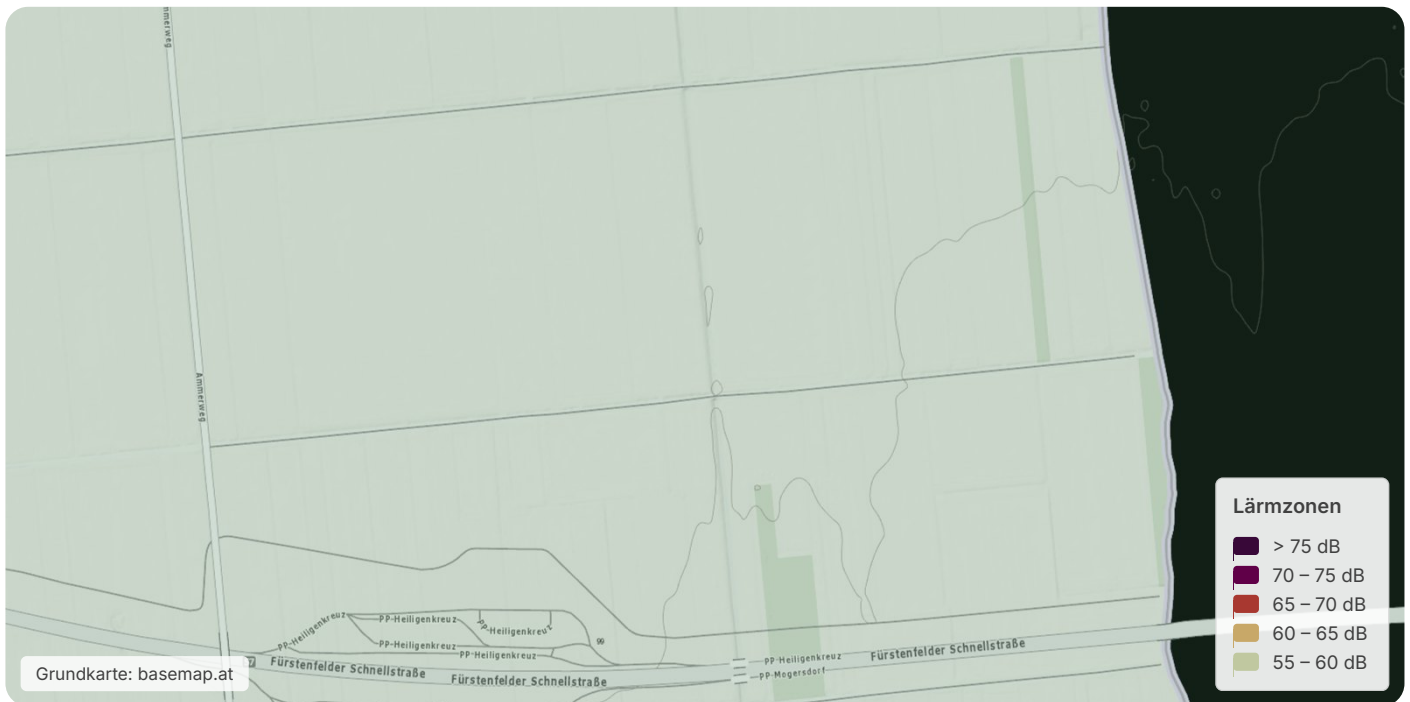 Ammerweg
Ammerweg
PP-Heiligenkreuz
PP-Heiligenkreuz
PP-Heiligenkreuz
PP-Heiligenkreuz
PP-Heiligenkreuz
Fürstenfelder Schnellstraße
Fürstenfelder Schnellstraße
PP-Heiligenkreuz
PP-Mogersdorf
Fürstenfelder Schnellstraße
Grundkarte: basemap.at
Lärmzonen
> 75 dB
70 – 75 dB
65 – 70 dB
60 – 65 dB
55 – 60 dB